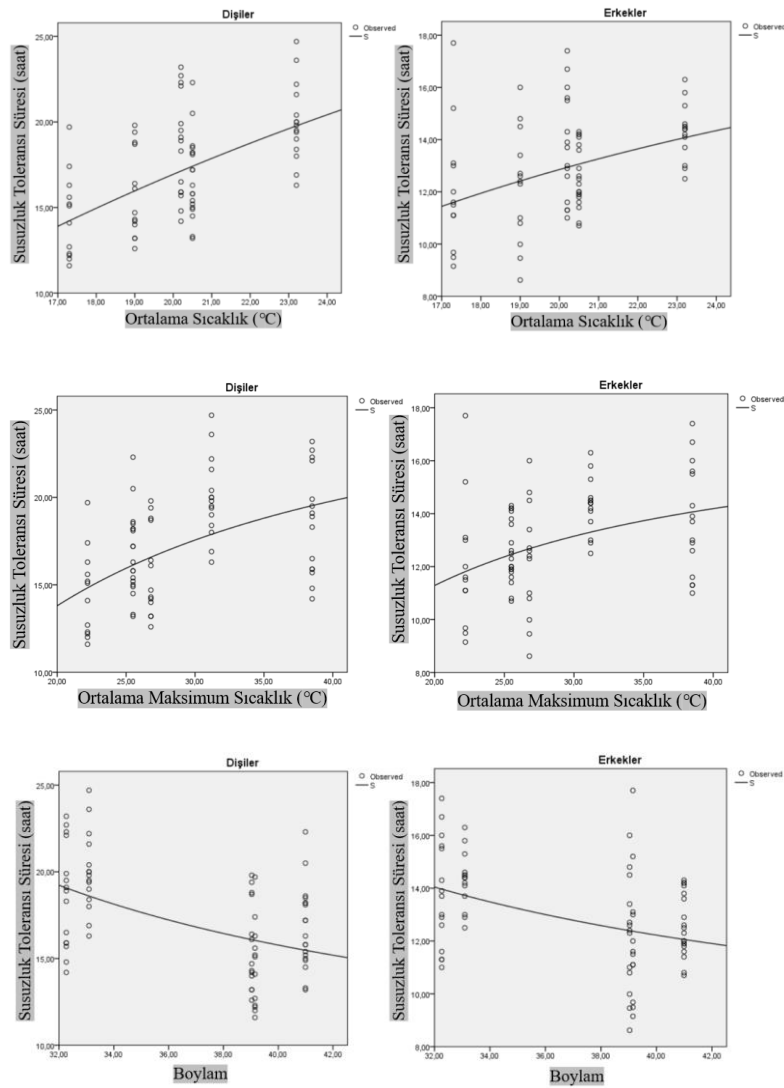 Dişiler
Susuzluk Toleransı Süresi (saat)
25,00
20,00
15,00
10,00
17,00 18,00 19,00 20,00 21,00 22,00 23,00 24,00
Ortalama Sıcaklık (°C)
Observed
S
Erkekler
Susuzluk Toleransı Süresi (saat)
18,00
16,00
14,00
12,00
10,00
8,00
17,00 18,00 19,00 20,00 21,00 22,00 23,00 24,00
Ortalama Sıcaklık (°C)
Observed
S
Dişiler
Susuzluk Toleransı Süresi (saat)
25,00
20,00
15,00
10,00
20,00 25,00 30,00 35,00 40,00
Ortalama Maksimum Sıcaklık (°C)
Observed
S
Erkekler
Susuzluk Toleransı Süresi (saat)
18,00
16,00
14,00
12,00
10,00
8,00
20,00 25,00 30,00 35,00 40,00
Ortalama Maksimum Sıcaklık (°C)
Observed
S
Dişiler
Susuzluk Toleransı Süresi (saat)
25,00
20,00
15,00
10,00
32,00 34,00 36,00 38,00 40,00 42,00
Boylam
Observed
S
Erkekler
Susuzluk Toleransı Süresi (saat)
18,00
16,00
14,00
12,00
10,00
8,00
32,00 34,00 36,00 38,00 40,00 42,00
Boylam
Observed
S